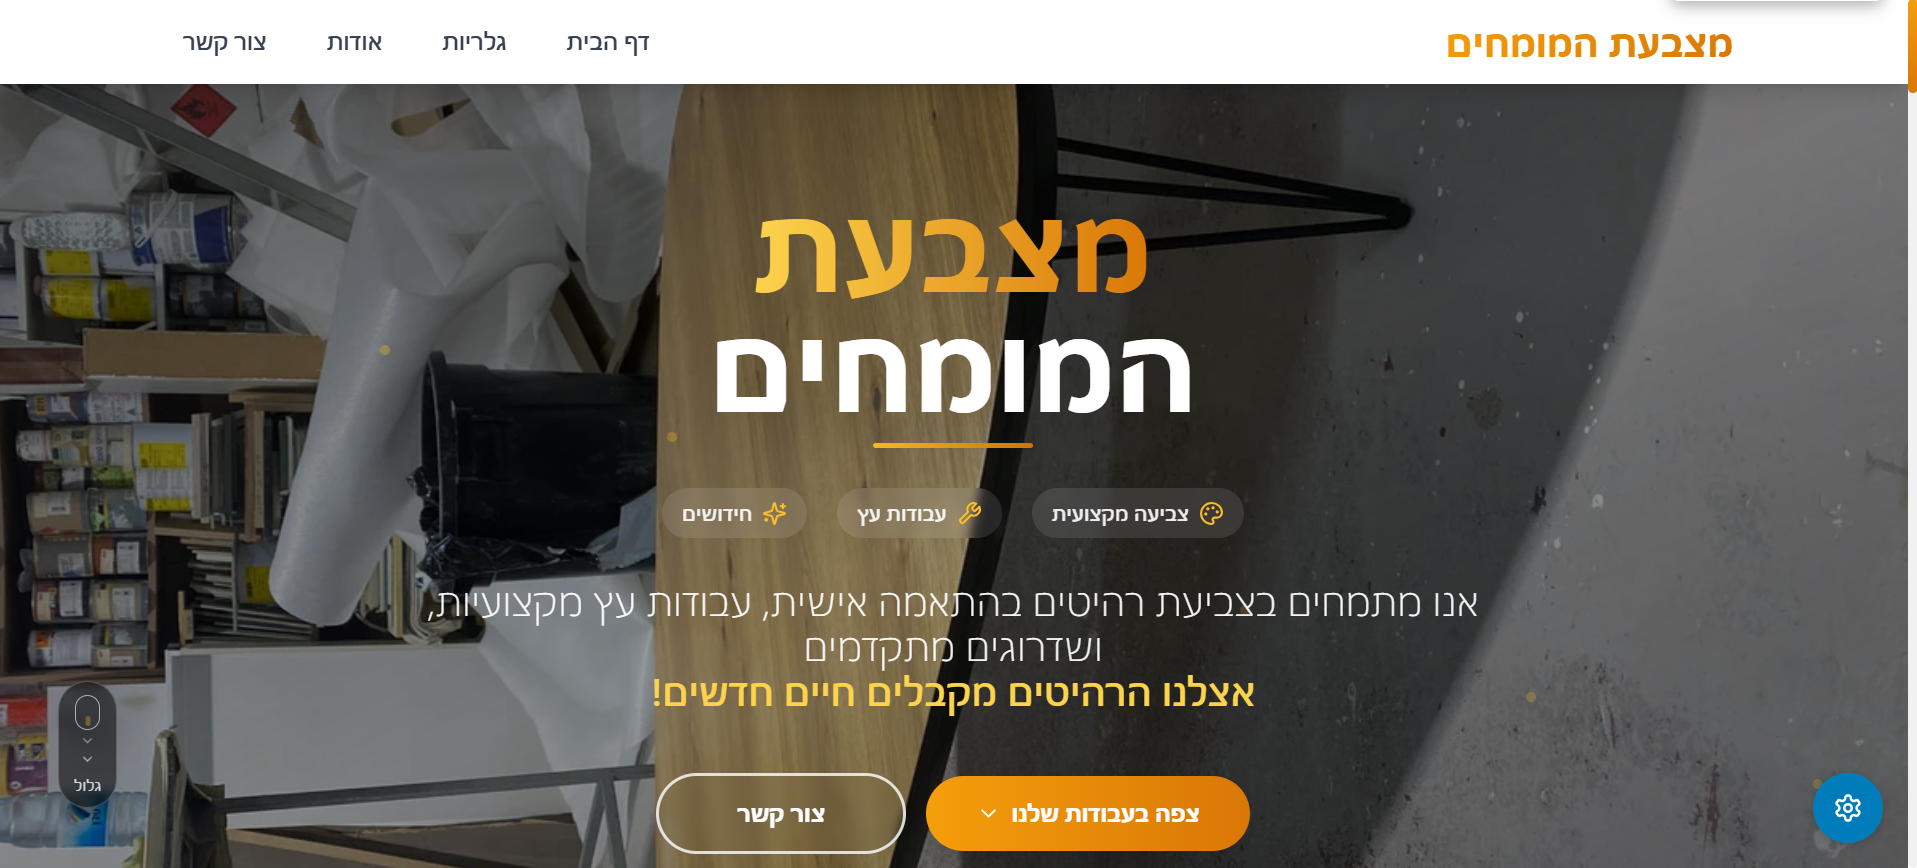 מצבעת המומחים
דף הבית
גלריות
אודות
צור קשר
מצבעת
המומחים
צביעה מקצועית
עבודות עץ
חידושים
אנו מתמחים בצביעת רהיטים בהתאמה אישית, עבודות עץ מקצועיות,
ושדרוגים מתקדמים
אצלנו הרהיטים מקבלים חיים חדשים!
צפה בעבודות שלנו
צור קשר
גלול